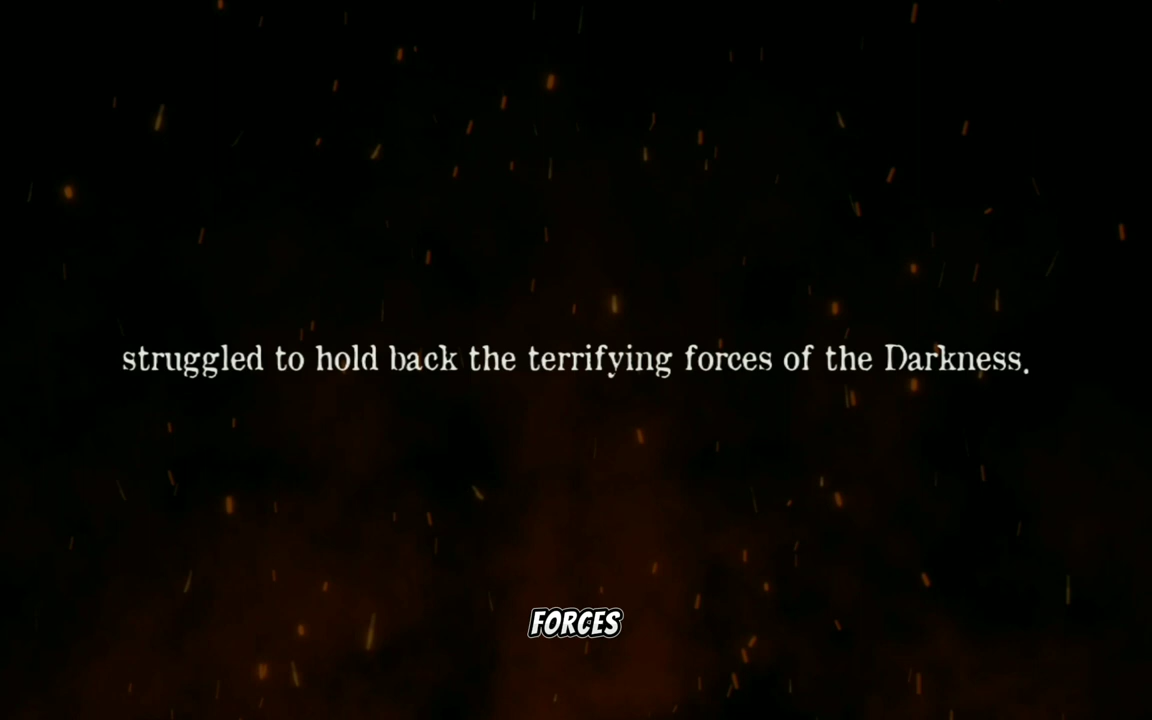 struggled to hold back the terrifying forces of the Darkness.
FORCES